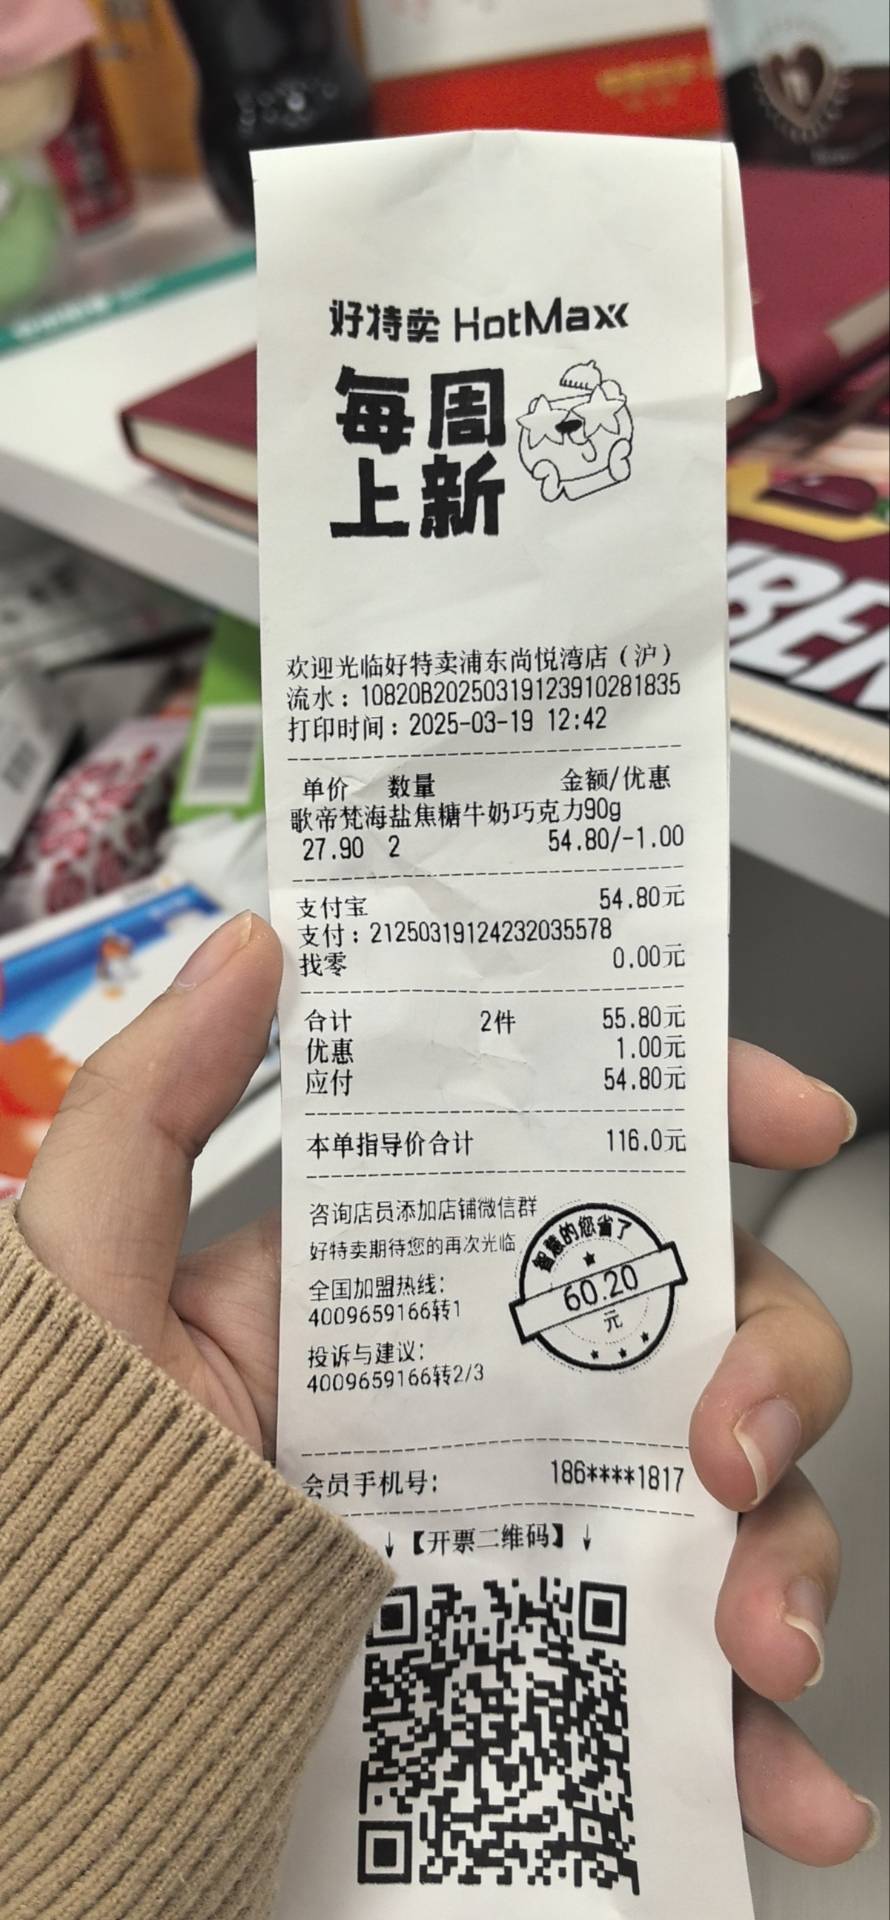 好特卖 HotMaxx
每周
上新
欢迎光临好特卖浦东尚悦湾店（沪）
流水：10820B20250319123910281835
打印时间：2025-03-19 12:42
单价 数量 金额/优惠
歌帝梵海盐焦糖牛奶巧克力90g
27.90 2 54.80/-1.00
支付宝 54.80元
支付：21250319124232035578
找零 0.00元
合计 2件 55.80元
优惠 1.00元
应付 54.80元
本单指导价合计 116.0元
咨询店员添加店铺微信群
好特卖期待您的再次光临
全国加盟热线：
4009659166转1
投诉与建议：
4009659166转2/3
智慧的您省了
60.20
元
会员手机号： 186****1817
↓【开票二维码】↓